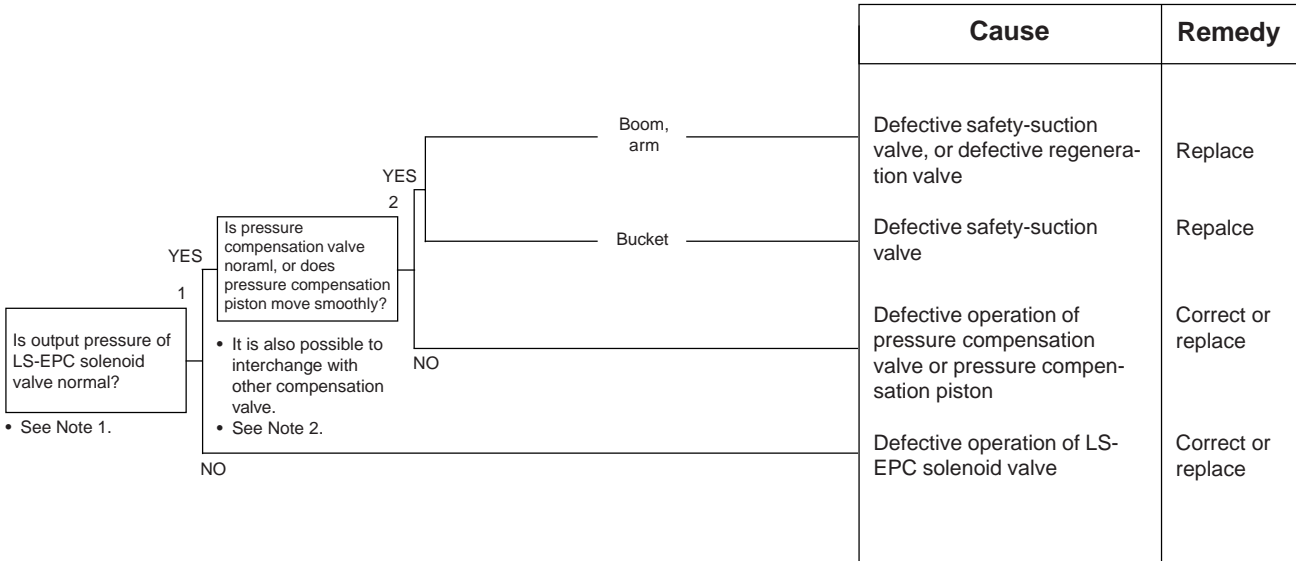 Cause
Remedy
Boom,
arm
Defective safety-suction
valve, or defective regenera-
tion valve
Replace
YES
2
Bucket
Defective safety-suction
valve
Repalce
Is pressure
compensation valve
noraml, or does
pressure compensation
piston move smoothly?
YES
1
Is output pressure of
LS-EPC solenoid
valve normal?
• See Note 1.
• It is also possible to
interchange with
other compensation
valve.
• See Note 2.
NO
Defective operation of
pressure compensation
valve or pressure compen-
sation piston
Correct or
replace
NO
Defective operation of LS-
EPC solenoid valve
Correct or
replace